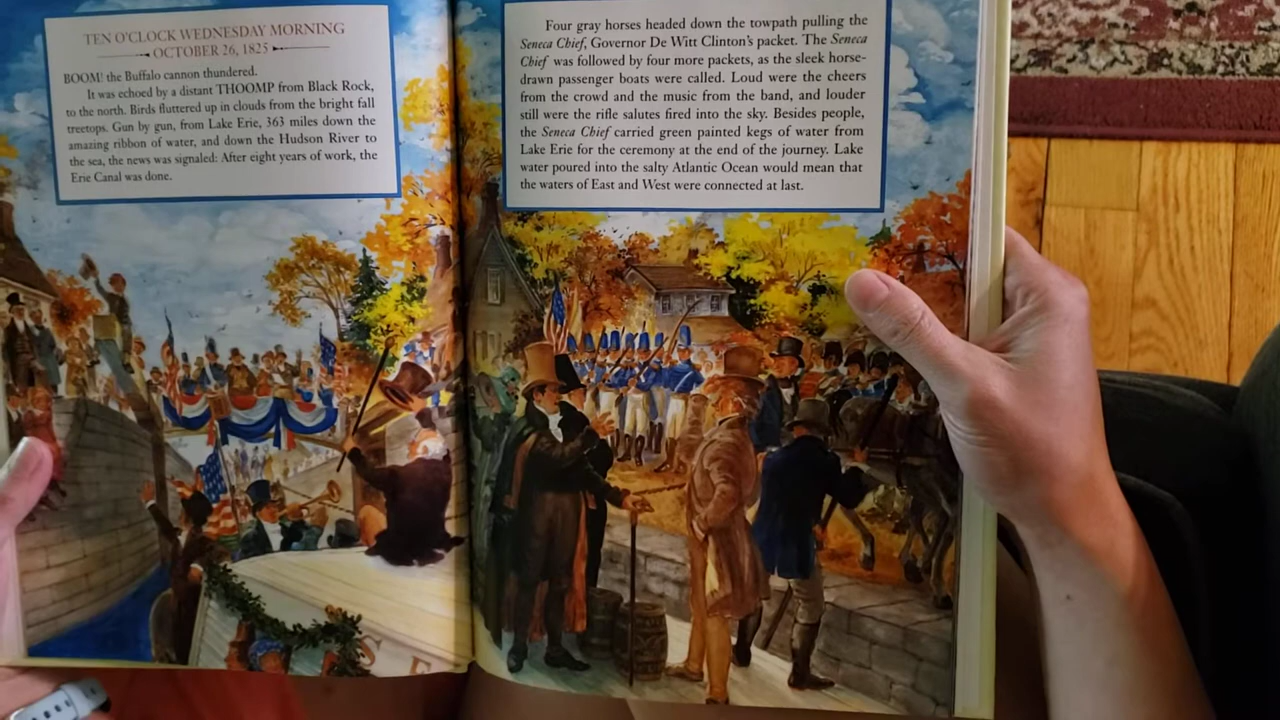 TEN O'CLOCK WEDNESDAY MORNING
OCTOBER 26, 1825
BOOM! the Buffalo cannon thundered.
It was echoed by a distant THOOMP from Black Rock,
to the north. Birds fluttered up in clouds from the bright fall
treetops. Gun by gun, from Lake Erie, 363 miles down the
amazing ribbon of water, and down the Hudson River to
the sea, the news was signaled: After eight years of work, the
Erie Canal was done.
Four gray horses headed down the towpath pulling the
Seneca Chief, Governor De Witt Clinton's packet. The Seneca
Chief was followed by four more packets, as the sleek horse-
drawn passenger boats were called. Loud were the cheers
from the crowd and the music from the band, and louder
still were the rifle salutes fired into the sky. Besides people,
the Seneca Chief carried green painted kegs of water from
Lake Erie for the ceremony at the end of the journey. Lake
water poured into the salty Atlantic Ocean would mean that
the waters of East and West were connected at last.
S E